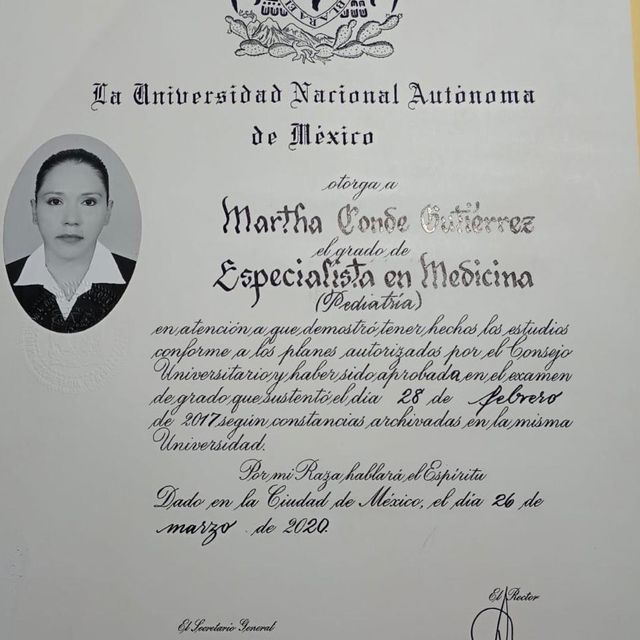 La Universidad Nacional Autónoma
de México
otorga a
Martha Conde Gutiérrez
el grado de
Especialista en Medicina
(Pediatría)
en atención a que demostró tener hechos los estudios
conforme a los planes autorizados por el Consejo
Universitario y haber sido aprobada en el examen
de grado que sustentó el día 28 de febrero
de 2017 según constancias archivadas en la misma
Universidad.
Por mi Raza hablará el Espíritu
Dado en la Ciudad de México, el día 26 de
marzo de 2020.
El Rector
El Secretario General